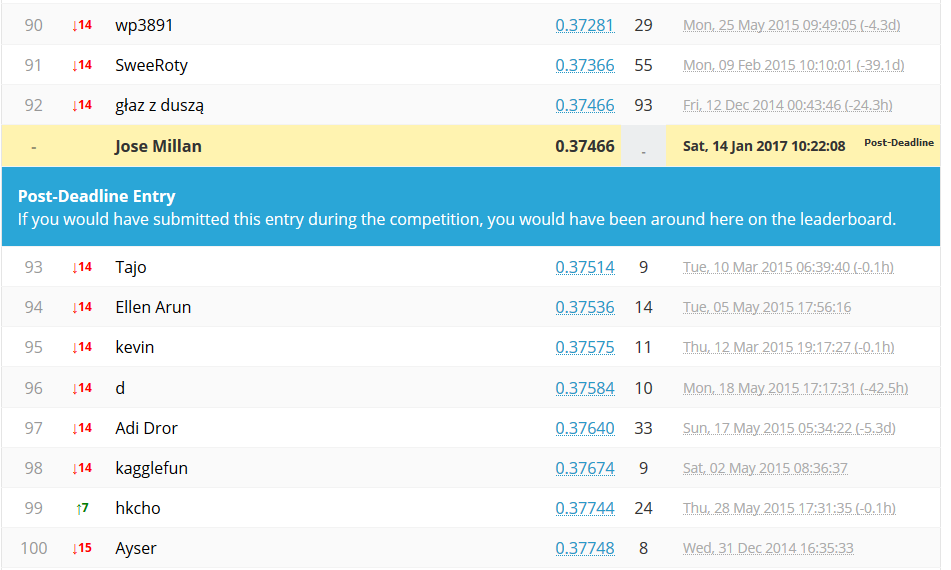 90 ↓14 wp3891 0.37281 29 Mon, 25 May 2015 09:49:05 (-4.3d)
91 ↓14 SweeRoty 0.37366 55 Mon, 09 Feb 2015 10:10:01 (-39.1d)
92 ↓14 głaz z duszą 0.37466 93 Fri, 12 Dec 2014 00:43:46 (-24.3h)
- Jose Millan 0.37466 - Sat, 14 Jan 2017 10:22:08 Post-Deadline
Post-Deadline Entry
If you would have submitted this entry during the competition, you would have been around here on the leaderboard.
93 ↓14 Tajo 0.37514 9 Tue, 10 Mar 2015 06:39:40 (-0.1h)
94 ↓14 Ellen Arun 0.37536 14 Tue, 05 May 2015 17:56:16
95 ↓14 kevin 0.37575 11 Thu, 12 Mar 2015 19:17:27 (-0.1h)
96 ↓14 d 0.37584 10 Mon, 18 May 2015 17:17:31 (-42.5h)
97 ↓14 Adi Dror 0.37640 33 Sun, 17 May 2015 05:34:22 (-5.3d)
98 ↓14 kagglefun 0.37674 9 Sat, 02 May 2015 08:36:37
99 ↑7 hkcho 0.37744 24 Thu, 28 May 2015 17:31:35 (-0.1h)
100 ↓15 Ayser 0.37748 8 Wed, 31 Dec 2014 16:35:33